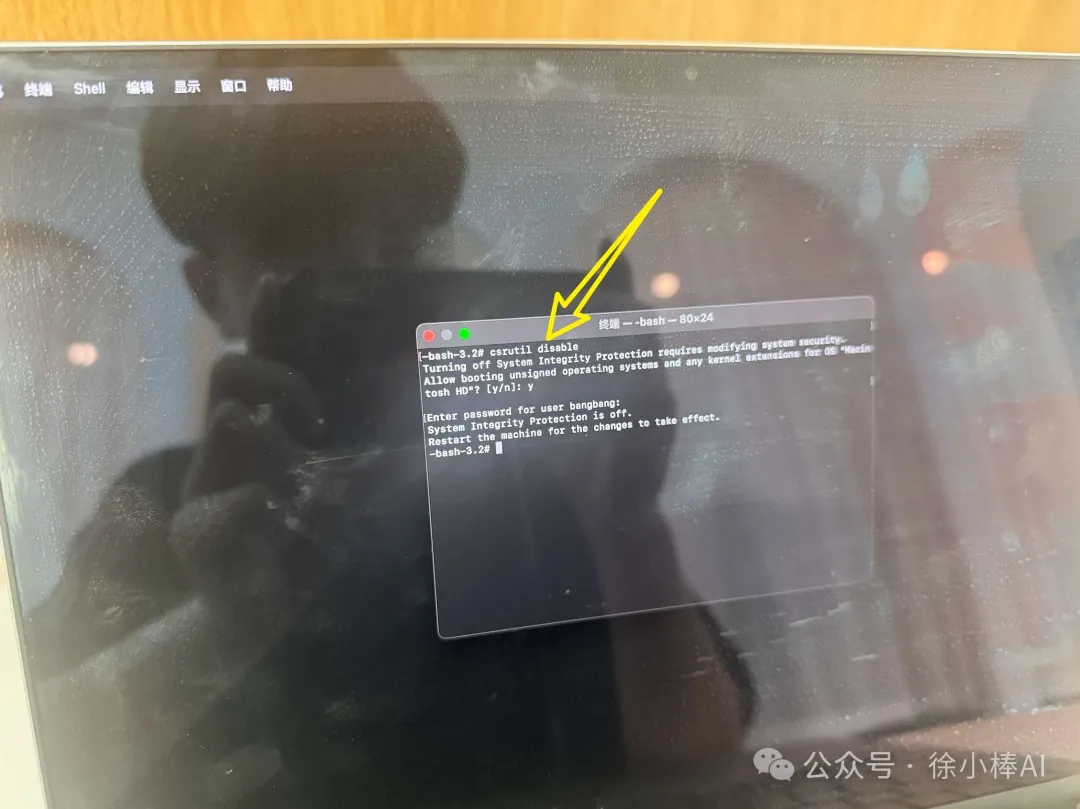 终端 Shell 编辑 显示 窗口 帮助
终端 — -bash — 80×24
-bash-3.2# csrutil disable
Turning off System Integrity Protection requires modifying system security.
Allow booting unsigned operating systems and any kernel extensions for OS "Macin
tosh HD"? [y/n]: y
[Enter password for user bangbang:
System Integrity Protection is off.
Restart the machine for the changes to take effect.
-bash-3.2#
公众号 · 徐小棒AI